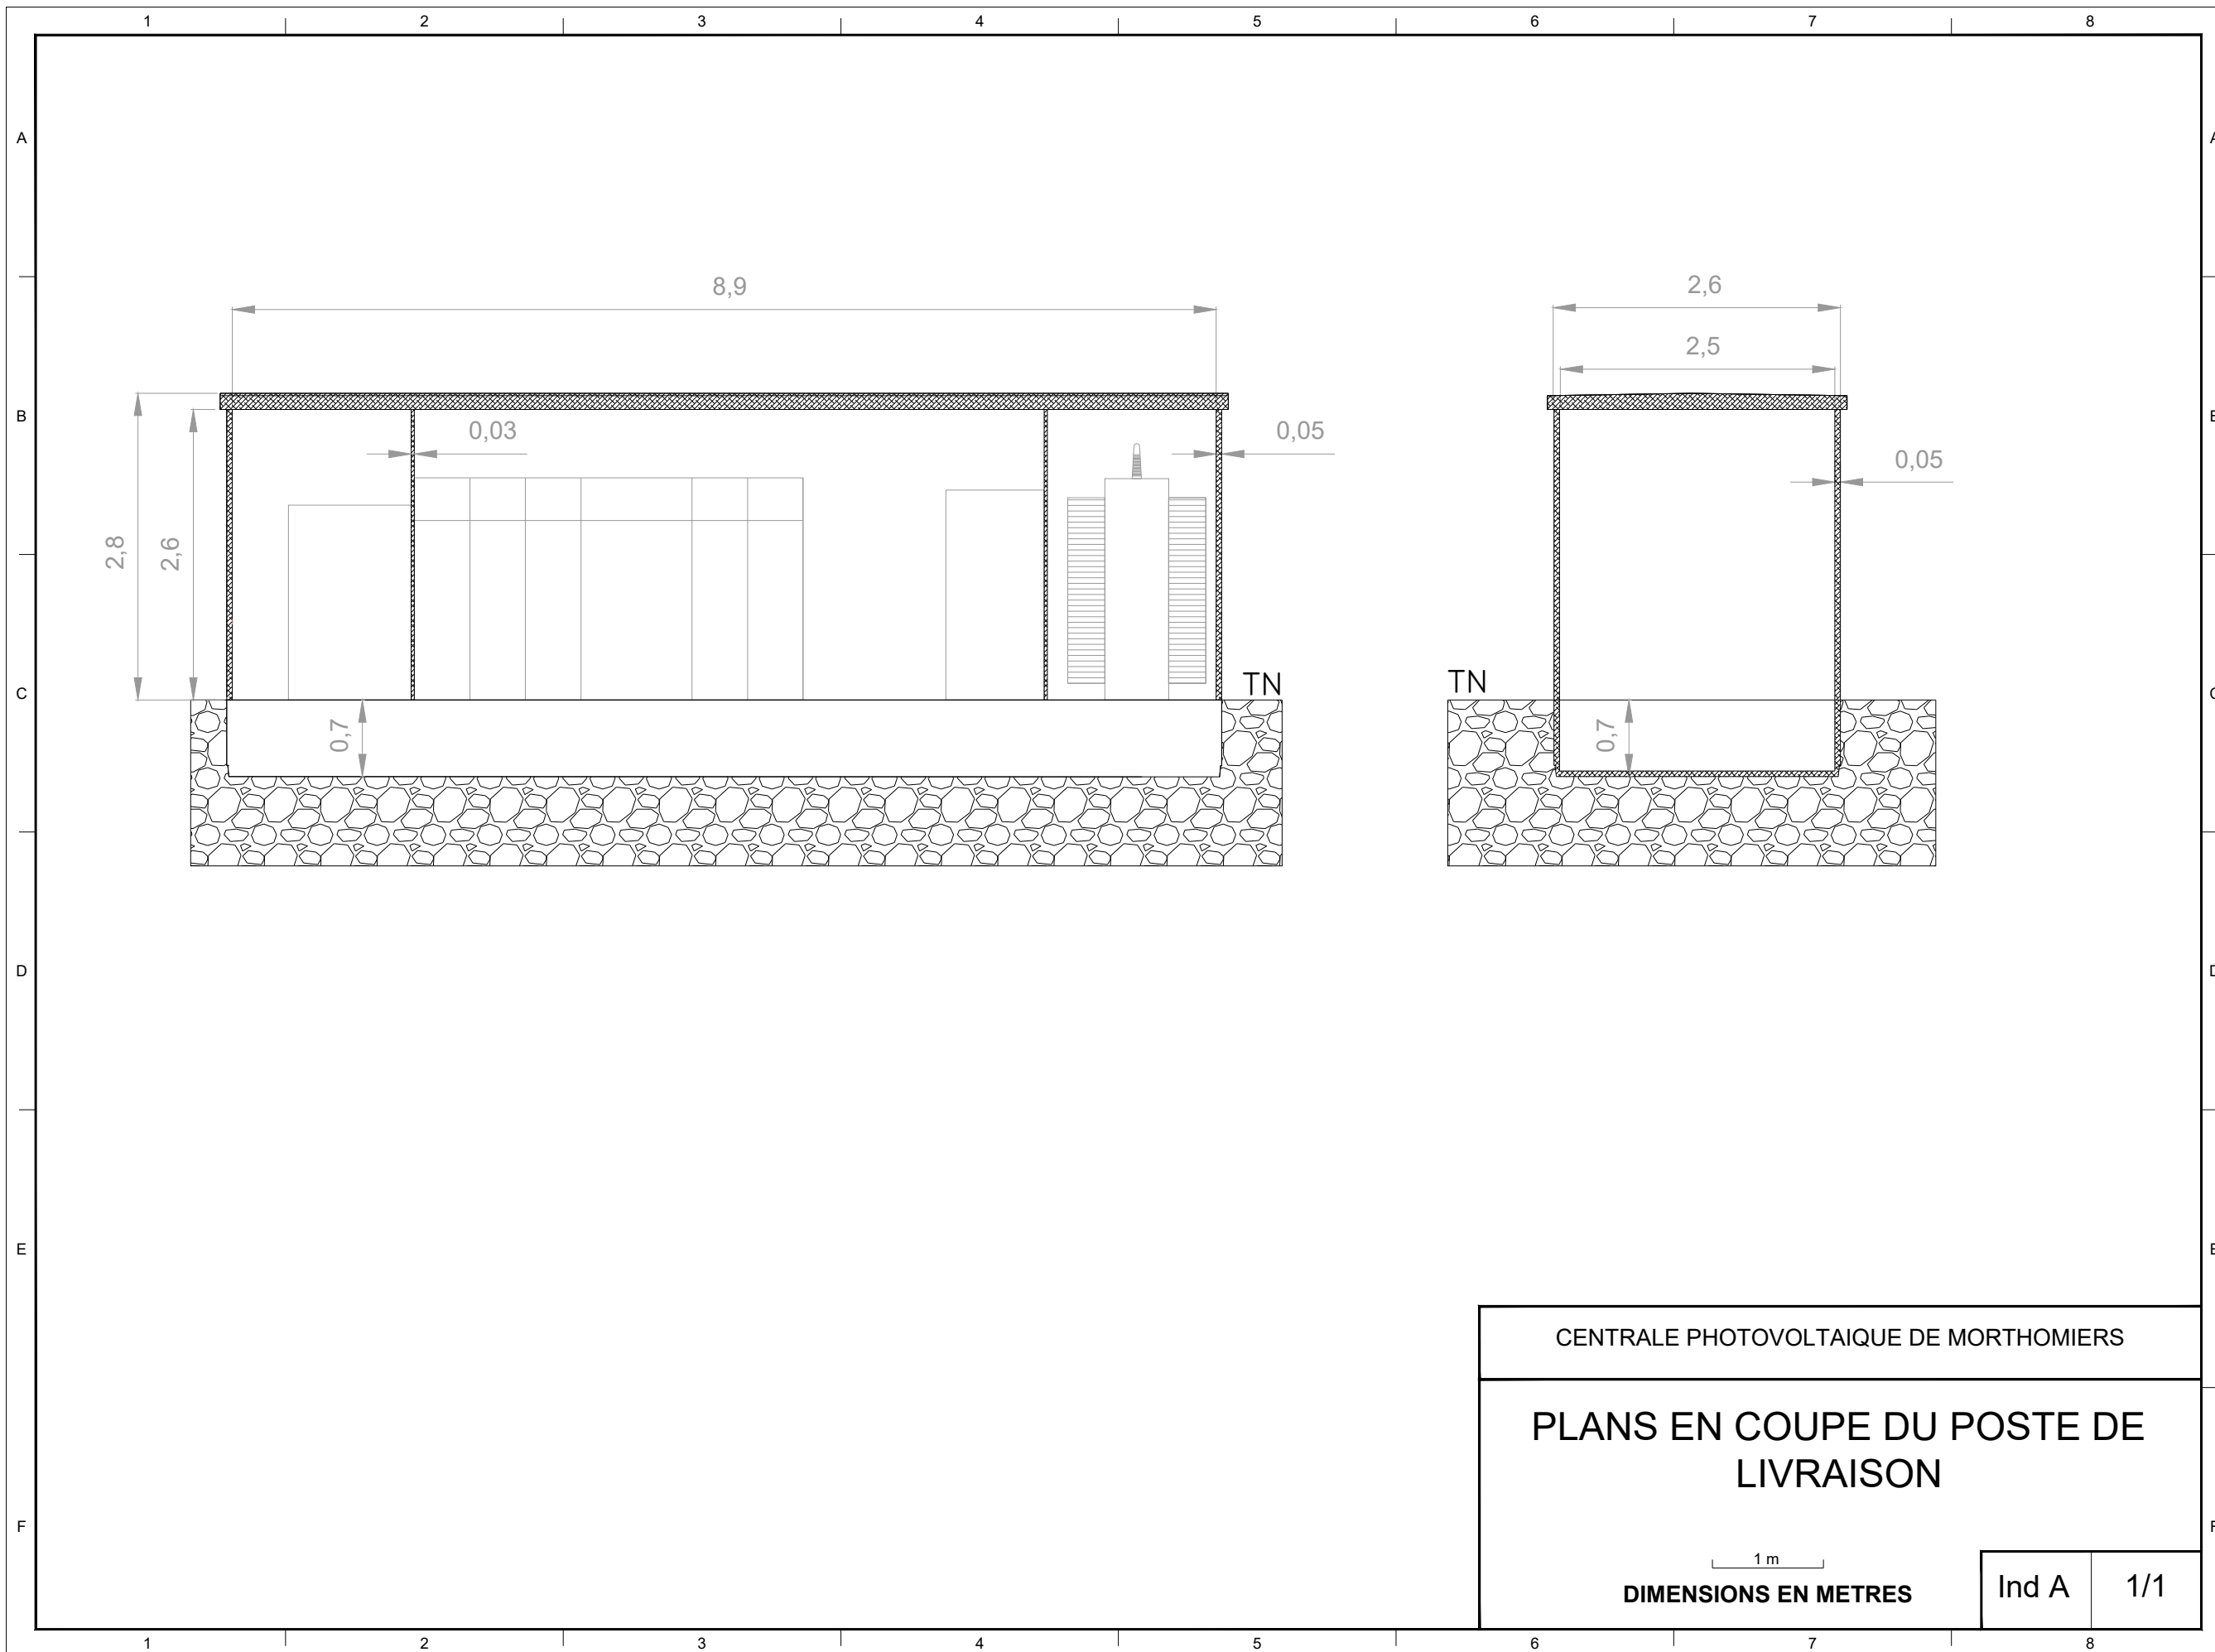 1 2 3 4 5 6 7 8
A A
8,9 2,6
2,5
B B
0,03 0,05 0,05
2,8 2,6
TN TN
C C
0,7 0,7
D D
E E
CENTRALE PHOTOVOLTAIQUE DE MORTHOMIERS
PLANS EN COUPE DU POSTE DE
LIVRAISON
F F
1 m
DIMENSIONS EN METRES
Ind A 1/1
1 2 3 4 5 6 7 8